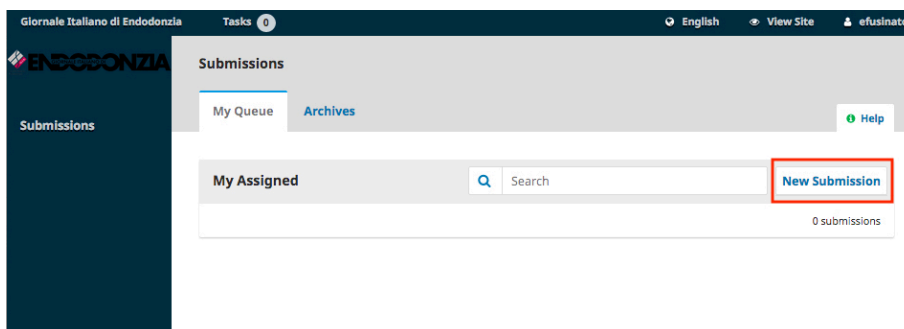 Giornale Italiano di Endodonzia Tasks 0 English View Site efusinato
ENDODONZIA
Submissions
My Queue Archives
Submissions
Help
My Assigned Search New Submission
0 submissions